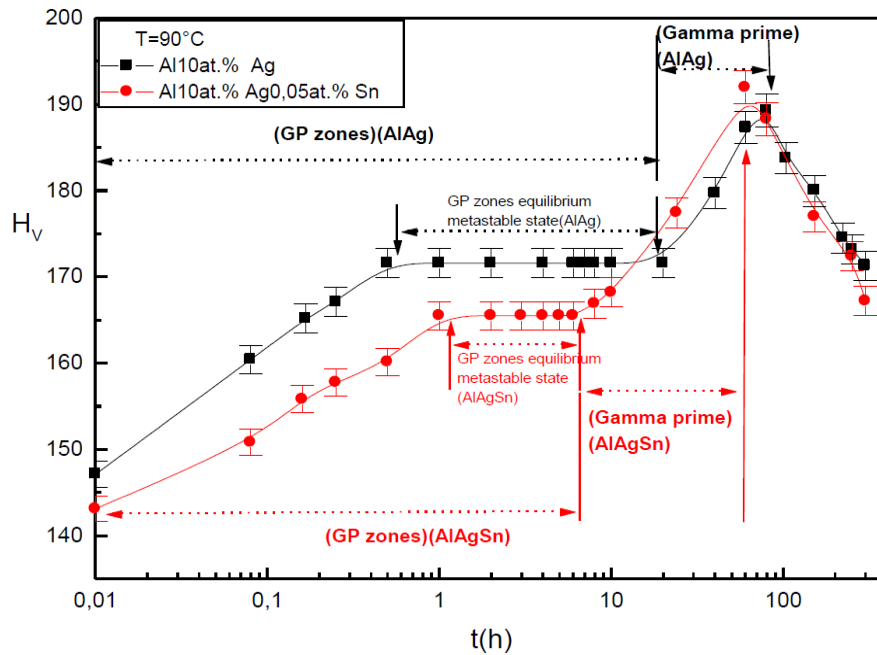 T=90°C
Al10at.% Ag
Al10at.% Ag0,05at.% Sn
(Gamma prime)
(AlAg)
(GP zones)(AlAg)
GP zones equilibrium
metastable state(AlAg)
GP zones equilibrium
metastable state
(AlAgSn)
(Gamma prime)
(AlAgSn)
(GP zones)(AlAgSn)
200
190
180
170
160
150
140
HV
0,01
0,1
1
10
100
t(h)